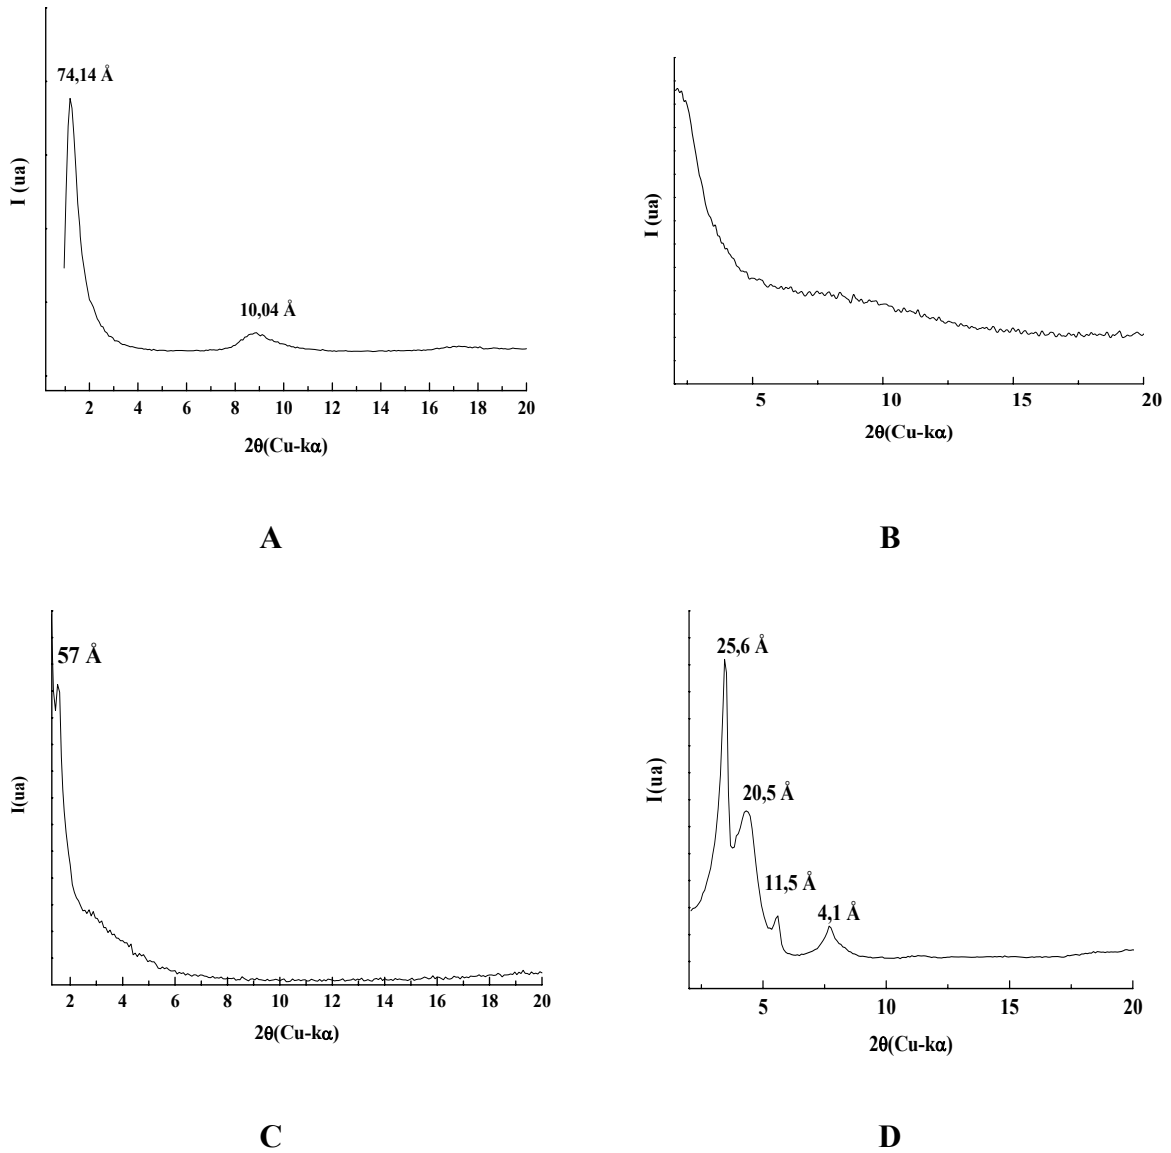 74,14 Å
10,04 Å
I (ua)
2 4 6 8 10 12 14 16 18 20
2θ(Cu-kα)
A
I (ua)
5 10 15 20
2θ(Cu-kα)
B
57 Å
I(ua)
2 4 6 8 10 12 14 16 18 20
2θ(Cu-kα)
C
25,6 Å
20,5 Å
11,5 Å
4,1 Å
I(ua)
5 10 15 20
2θ(Cu-kα)
D